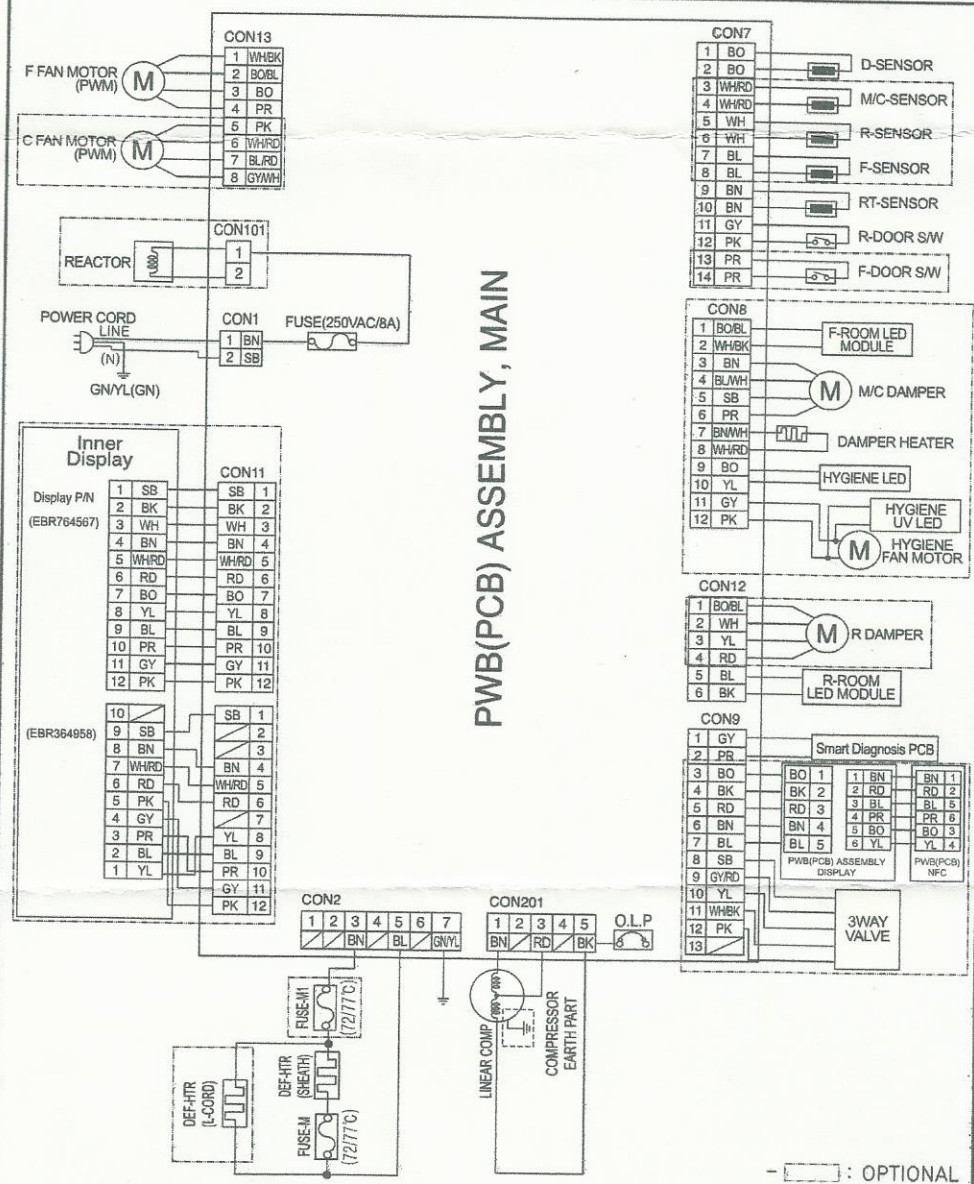 CON13
F FAN MOTOR
(PWM)
M
1 WH/BK
2 BO/BL
3 BO
4 PR
C FAN MOTOR
(PWM)
M
5 PK
6 WH/RD
7 BL/RD
8 GY/WH
CON101
REACTOR
1
2
POWER CORD
LINE
(N)
GN/YL(GN)
CON1
1 BN
2 SB
FUSE(250VAC/8A)
PWB(PCB) ASSEMBLY, MAIN
Inner
Display
Display P/N
(EBR764567)
1 SB
2 BK
3 WH
4 BN
5 WH/RD
6 RD
7 BO
8 YL
9 BL
10 PR
11 GY
12 PK
CON11
SB 1
BK 2
WH 3
BN 4
WH/RD 5
RD 6
BO 7
YL 8
BL 9
PR 10
GY 11
PK 12
(EBR364958)
10
9 SB
8 BN
7 WH/RD
6 RD
5 PK
4 GY
3 PR
2 BL
1 YL
SB 1
2
3
BN 4
WH/RD 5
RD 6
7
YL 8
BL 9
PR 10
GY 11
PK 12
CON7
1 BO
2 BO
3 WH/RD
4 WH/RD
5 WH
6 WH
7 BL
8 BL
9 BN
10 BN
11 GY
12 PK
13 PR
14 PR
D-SENSOR
M/C-SENSOR
R-SENSOR
F-SENSOR
RT-SENSOR
R-DOOR S/W
F-DOOR S/W
CON8
1 BO/BL
2 WH/BK
3 BN
4 BL/WH
5 SB
6 PR
7 BN/WH
8 WH/RD
9 BO
10 YL
11 GY
12 PK
F-ROOM LED
MODULE
M
M/C DAMPER
DAMPER HEATER
HYGIENE LED
HYGIENE
UV LED
M
HYGIENE
FAN MOTOR
CON12
1 BO/BL
2 WH
3 YL
4 RD
5 BL
6 BK
M
R DAMPER
R-ROOM
LED MODULE
CON9
1 GY
2 PR
3 BO
4 BK
5 RD
6 BN
7 BL
8 SB
9 GY/RD
10 YL
11 WH/BK
12 PK
13
Smart Diagnosis PCB
BO 1
BK 2
RD 3
BN 4
BL 5
1 BN
2 RD
3 BL
4 PR
5 BO
6 YL
PWB(PCB) ASSEMBLY
DISPLAY
BN 1
RD 2
BL 5
PR 6
BO 3
YL 4
PWB(PCB)
NFC
3WAY
VALVE
CON2
1 2 3 4 5 6 7
BN BL GN/YL
CON201
1 2 3 4 5
BN RD BK
O.L.P
FUSE-M1
(72/77°C)
DEF-HTR
(L-CORD)
DEF-HTR
(SHEATH)
FUSE-M
(72/77°C)
LINEAR COMP
COMPRESSOR
EARTH PART
- : OPTIONAL